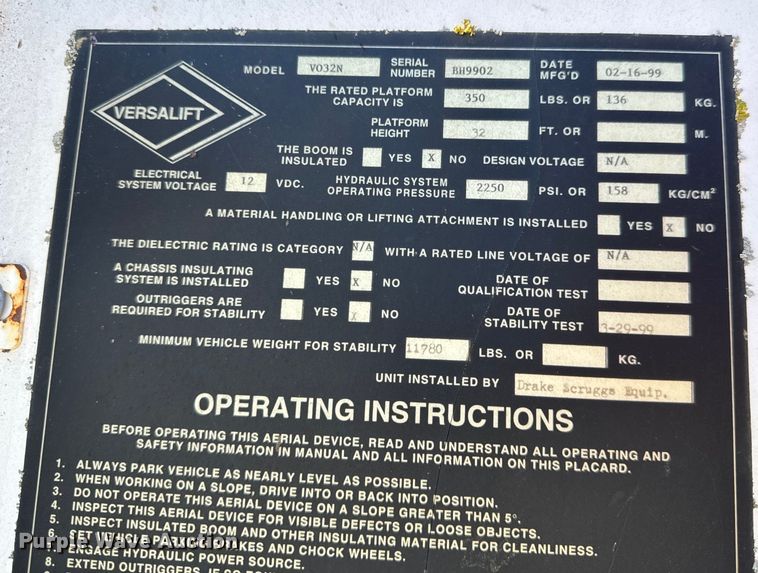 VERSALIFT
MODEL VO32N SERIAL NUMBER BH9902 DATE MFG'D 02-16-99
THE RATED PLATFORM CAPACITY IS 350 LBS. OR 136 KG.
PLATFORM HEIGHT 32 FT. OR M.
THE BOOM IS INSULATED YES X NO DESIGN VOLTAGE N/A
ELECTRICAL SYSTEM VOLTAGE 12 VDC. HYDRAULIC SYSTEM OPERATING PRESSURE 2250 PSI. OR 158 KG/CM²
A MATERIAL HANDLING OR LIFTING ATTACHMENT IS INSTALLED YES X NO
THE DIELECTRIC RATING IS CATEGORY N/A WITH A RATED LINE VOLTAGE OF N/A
A CHASSIS INSULATING SYSTEM IS INSTALLED YES X NO DATE OF QUALIFICATION TEST
OUTRIGGERS ARE REQUIRED FOR STABILITY YES X NO DATE OF STABILITY TEST 3-29-99
MINIMUM VEHICLE WEIGHT FOR STABILITY 11780 LBS. OR KG.
UNIT INSTALLED BY Drake Scruggs Equip.
OPERATING INSTRUCTIONS
BEFORE OPERATING THIS AERIAL DEVICE, READ AND UNDERSTAND ALL OPERATING AND
SAFETY INFORMATION IN MANUAL AND ALL INFORMATION ON THIS PLACARD.
1. ALWAYS PARK VEHICLE AS NEARLY LEVEL AS POSSIBLE.
2. WHEN WORKING ON A SLOPE, DRIVE INTO OR BACK INTO POSITION.
3. DO NOT OPERATE THIS AERIAL DEVICE ON A SLOPE GREATER THAN 5°.
4. INSPECT THIS AERIAL DEVICE FOR VISIBLE DEFECTS OR LOOSE OBJECTS.
5. INSPECT INSULATED BOOM AND OTHER INSULATING MATERIAL FOR CLEANLINESS.
6. AND CHOCK WHEELS.
ENGAGE HYDRAULIC POWER SOURCE.
8. EXTEND OUTRIGGERS, IF SO
Purple Wave Auction